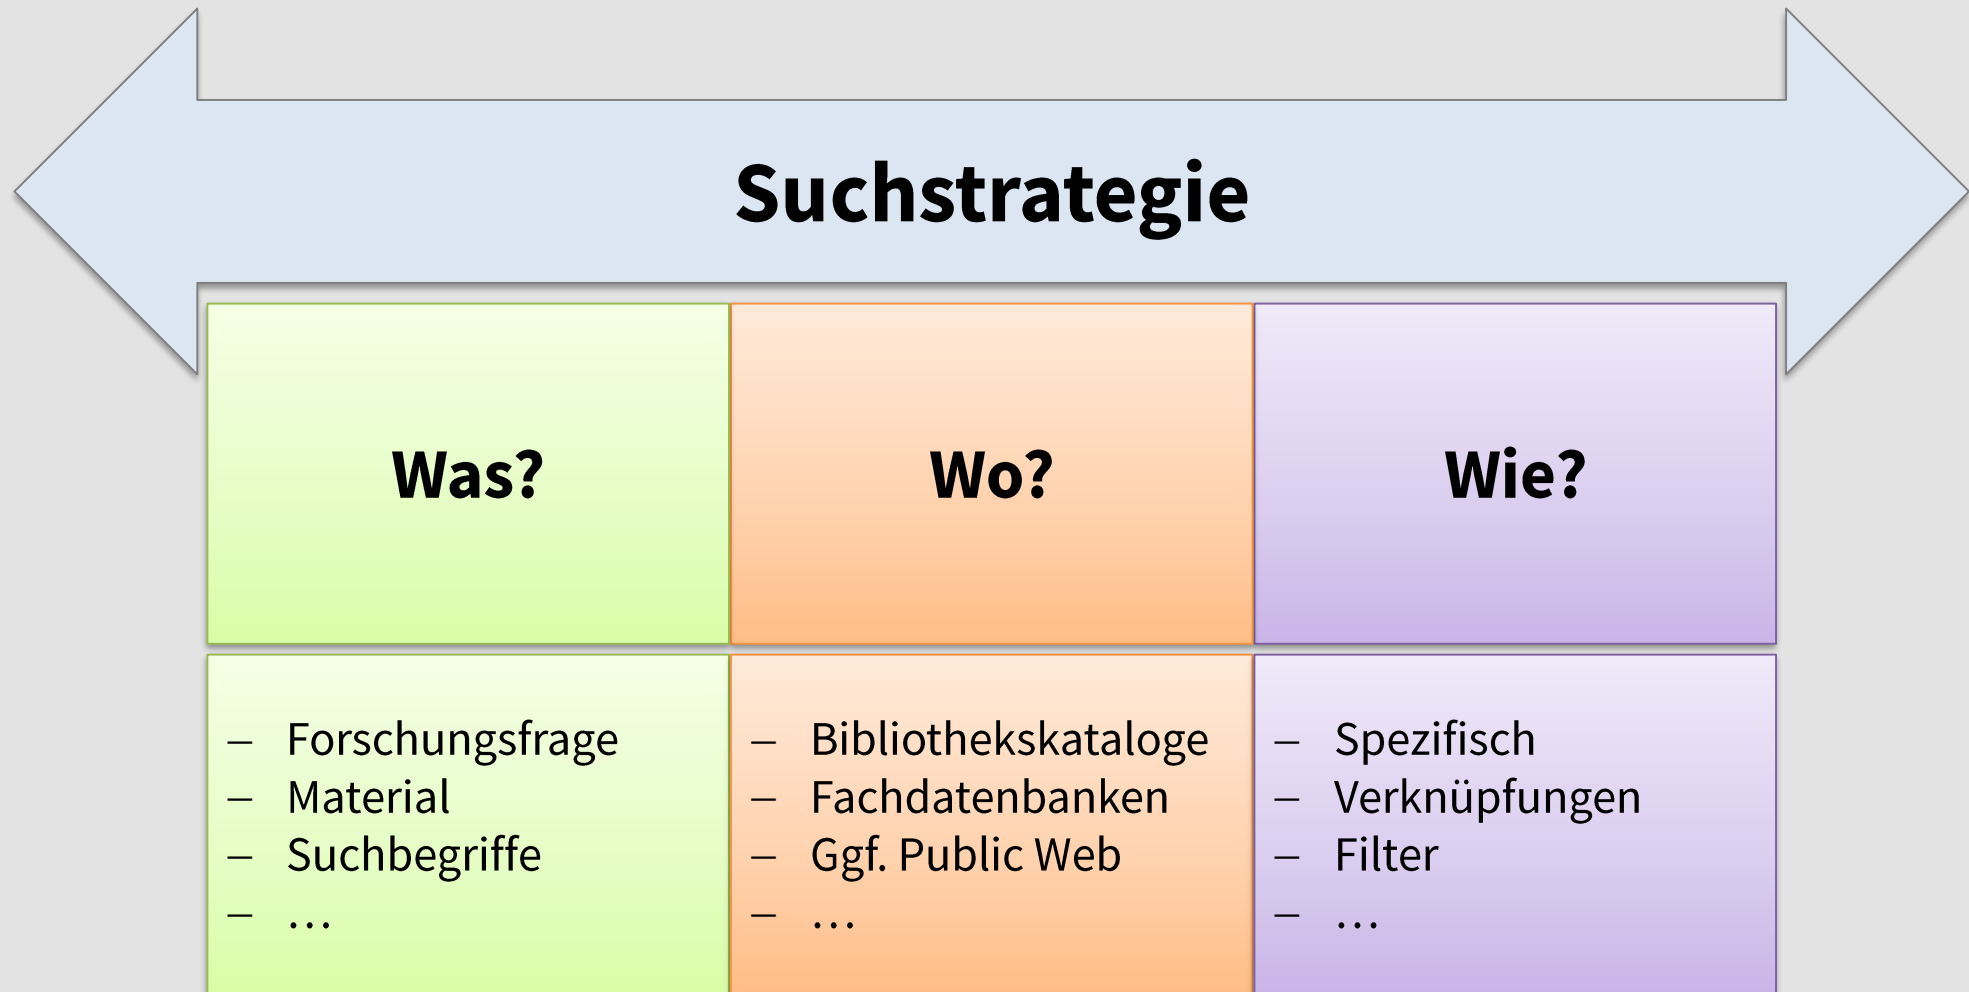 Suchstrategie
Was?
Wo?
Wie?
– Forschungsfrage
– Material
– Suchbegriffe
– …
– Bibliothekskataloge
– Fachdatenbanken
– Ggf. Public Web
– …
– Spezifisch
– Verknüpfungen
– Filter
– …